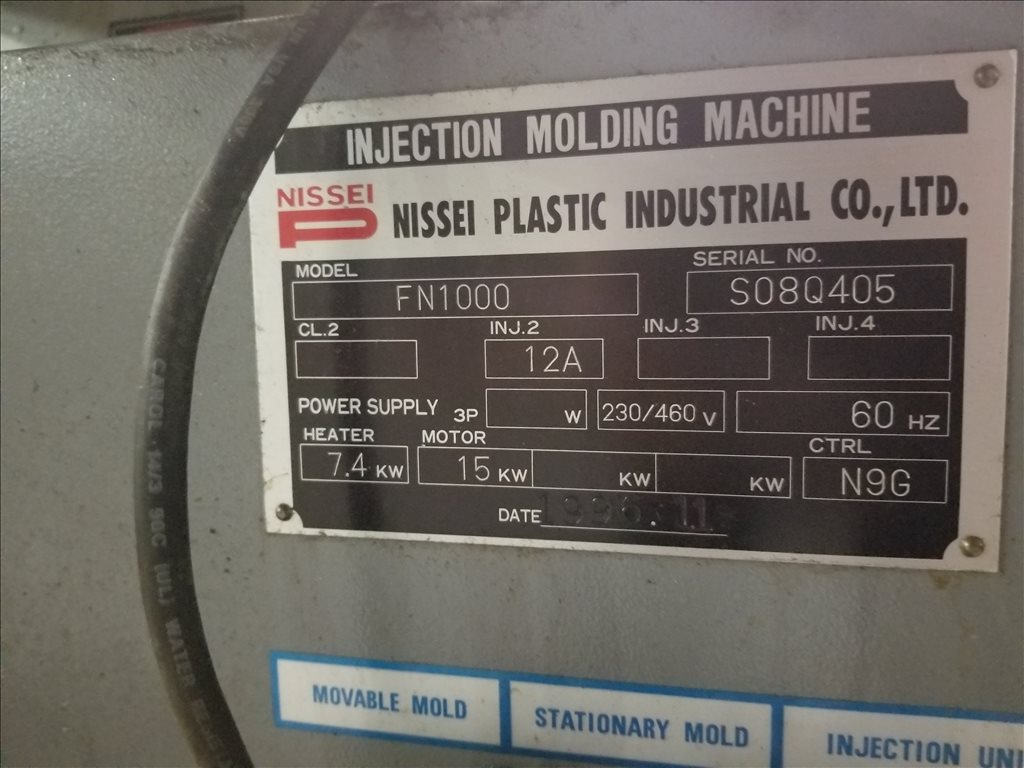 INJECTION MOLDING MACHINE
NISSEI
NISSEI PLASTIC INDUSTRIAL CO., LTD.
MODEL SERIAL NO.
FN1000 S08Q405
CL.2 INJ.2 INJ.3 INJ.4
12A
POWER SUPPLY 3P W 230/460 V 60 HZ
HEATER MOTOR CTRL
7.4 KW 15 KW KW KW N9G
DATE 1996.11
MOVABLE MOLD STATIONARY MOLD INJECTION UNI